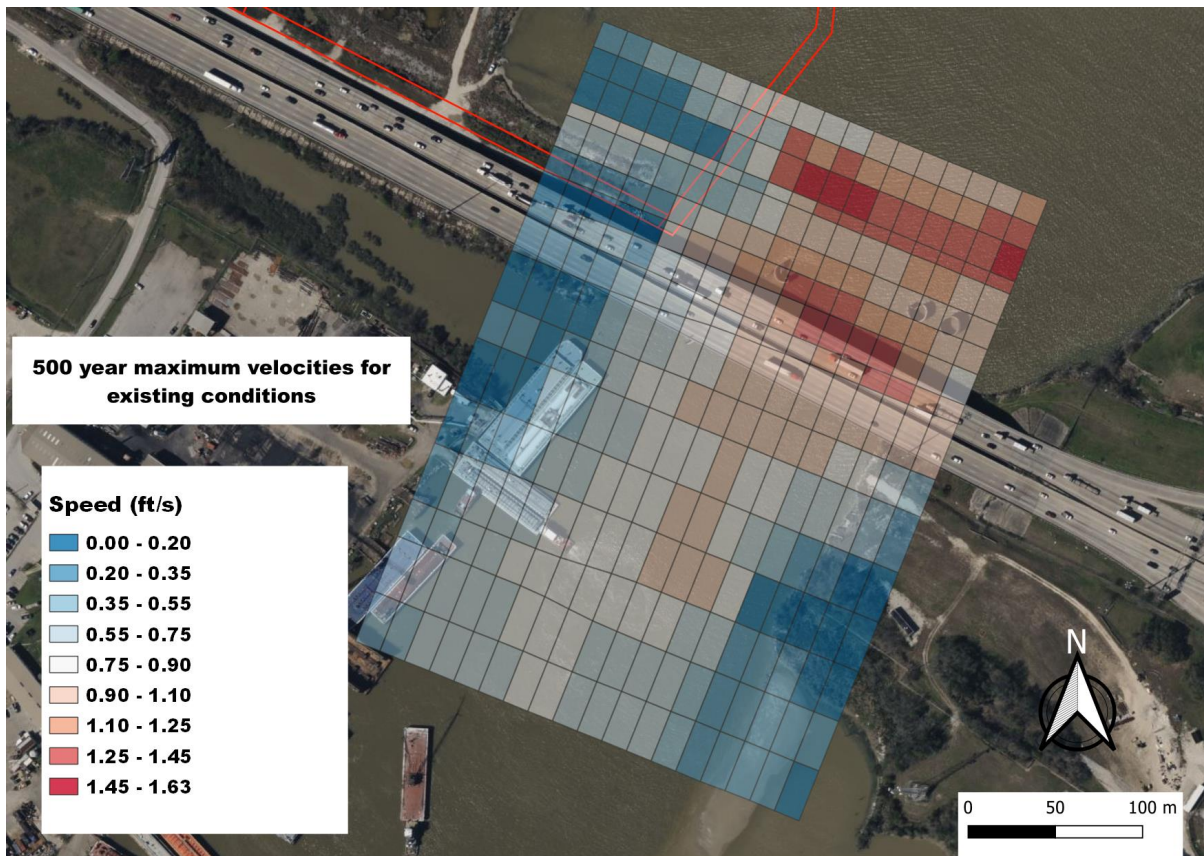 500 year maximum velocities for
existing conditions
Speed (ft/s)
0.00 - 0.20
0.20 - 0.35
0.35 - 0.55
0.55 - 0.75
0.75 - 0.90
0.90 - 1.10
1.10 - 1.25
1.25 - 1.45
1.45 - 1.63
N
0 50 100 m